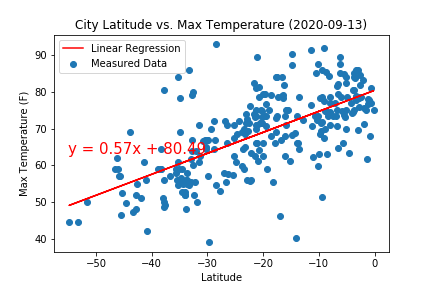 City Latitude vs. Max Temperature (2020-09-13)
Linear Regression
Measured Data
y = 0.57x + 80.49
Max Temperature (F)
90
80
70
60
50
40
−50
−40
−30
−20
−10
0
Latitude